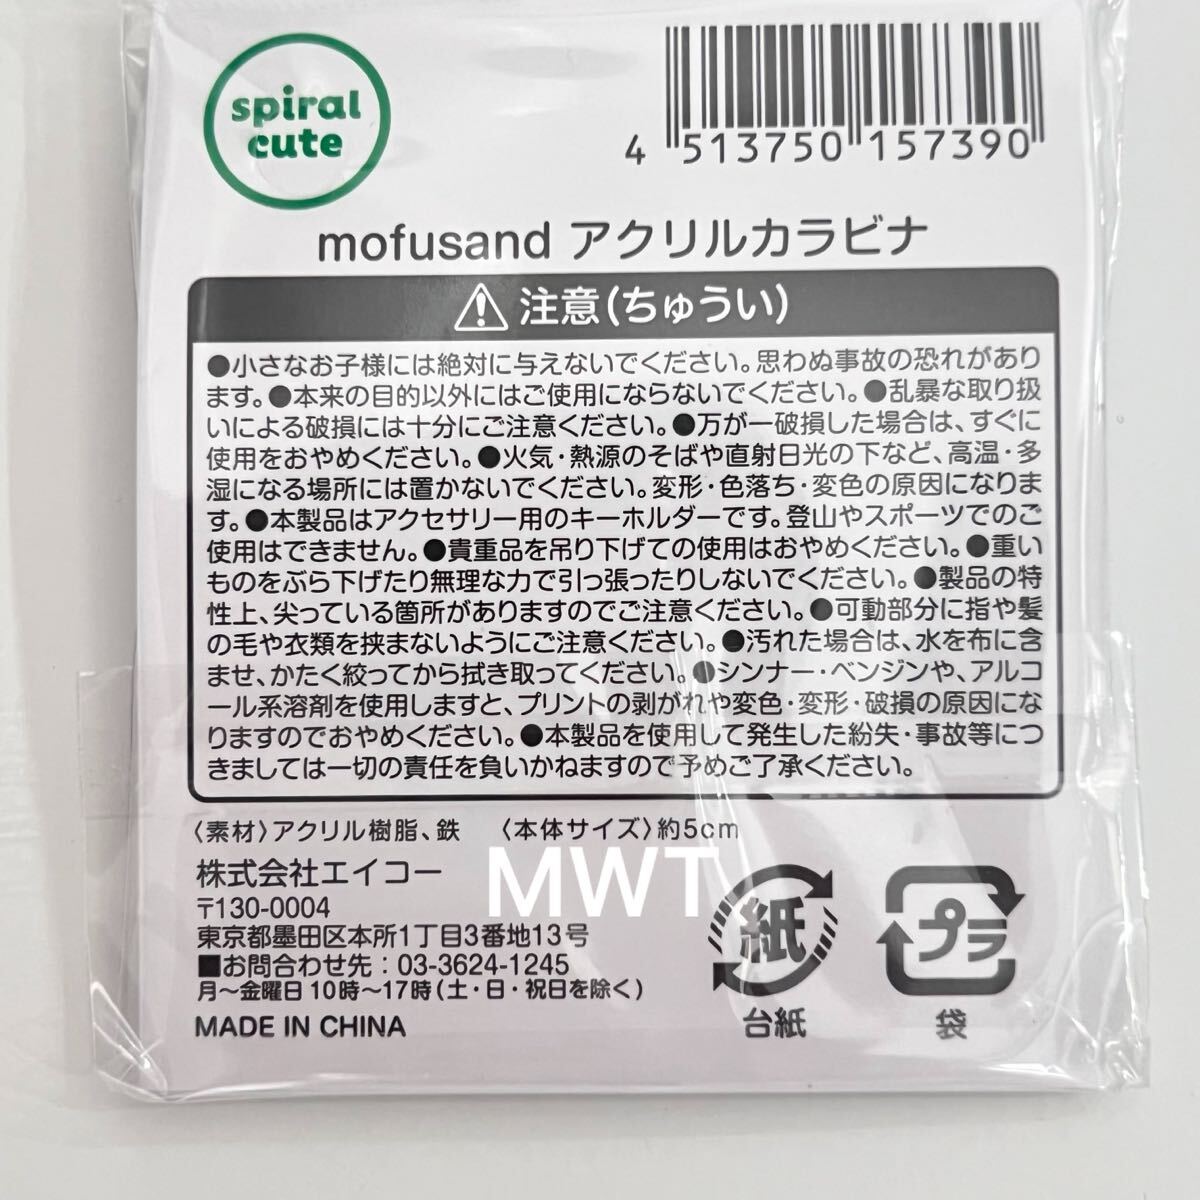 spiral
cute
4 513750 157390
mofusand アクリルカラビナ
注意(ちゅうい)
●小さなお子様には絶対に与えないでください。思わぬ事故の恐れがあり
ます。●本来の目的以外にはご使用にならないでください。●乱暴な取り扱
いによる破損には十分にご注意ください。●万が一破損した場合は、すぐに
使用をおやめください。●火気・熱源のそばや直射日光の下など、高温・多
湿になる場所には置かないでください。変形・色落ち・変色の原因になりま
す。●本製品はアクセサリー用のキーホルダーです。登山やスポーツでのご
使用はできません。●貴重品を吊り下げての使用はおやめください。●重い
ものをぶら下げたり無理な力で引っ張ったりしないでください。●製品の特
性上、尖っている箇所がありますのでご注意ください。●可動部分に指や髪
の毛や衣類を挟まないようにご注意ください。●汚れた場合は、水を布に含
ませ、かたく絞ってから拭き取ってください。●シンナー・ベンジンや、アルコ
ール系溶剤を使用しますと、プリントの剥がれや変色・変形・破損の原因にな
りますのでおやめください。●本製品を使用して発生した紛失・事故等につ
きましては一切の責任を負いかねますので予めご了承ください。
〈素材〉アクリル樹脂、鉄 〈本体サイズ〉約5cm
株式会社エイコー
〒130-0004
東京都墨田区本所1丁目3番地13号
■お問合わせ先：03-3624-1245
月～金曜日10時～17時(土・日・祝日を除く)
MADE IN CHINA
MWT
紙
台紙
プラ
袋